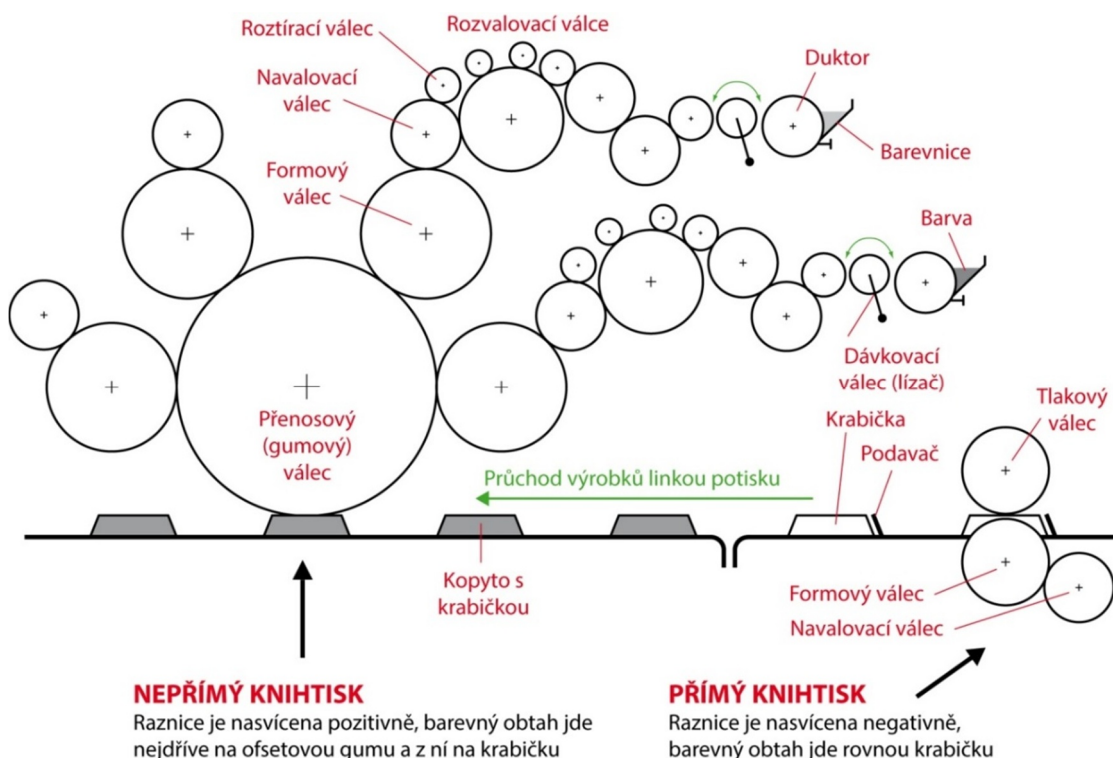 Roztírací válec
Rozvalovací válce
Navalovací
válec
Duktor
Barevnice
Formový
válec
Barva
Dávkovací
válec (lízač)
Přenosový
(gumový)
válec
Tlakový
válec
Krabička
Podavač
Průchod výrobků linkou potisku
Kopyto s
krabičkou
Formový válec
Navalovací válec
NEPŘÍMÝ KNIHTISK
Raznice je nasvícena pozitivně, barevný obtah jde
nejdříve na ofsetovou gumu a z ní na krabičku
PŘÍMÝ KNIHTISK
Raznice je nasvícena negativně,
barevný obtah jde rovnou krabičku